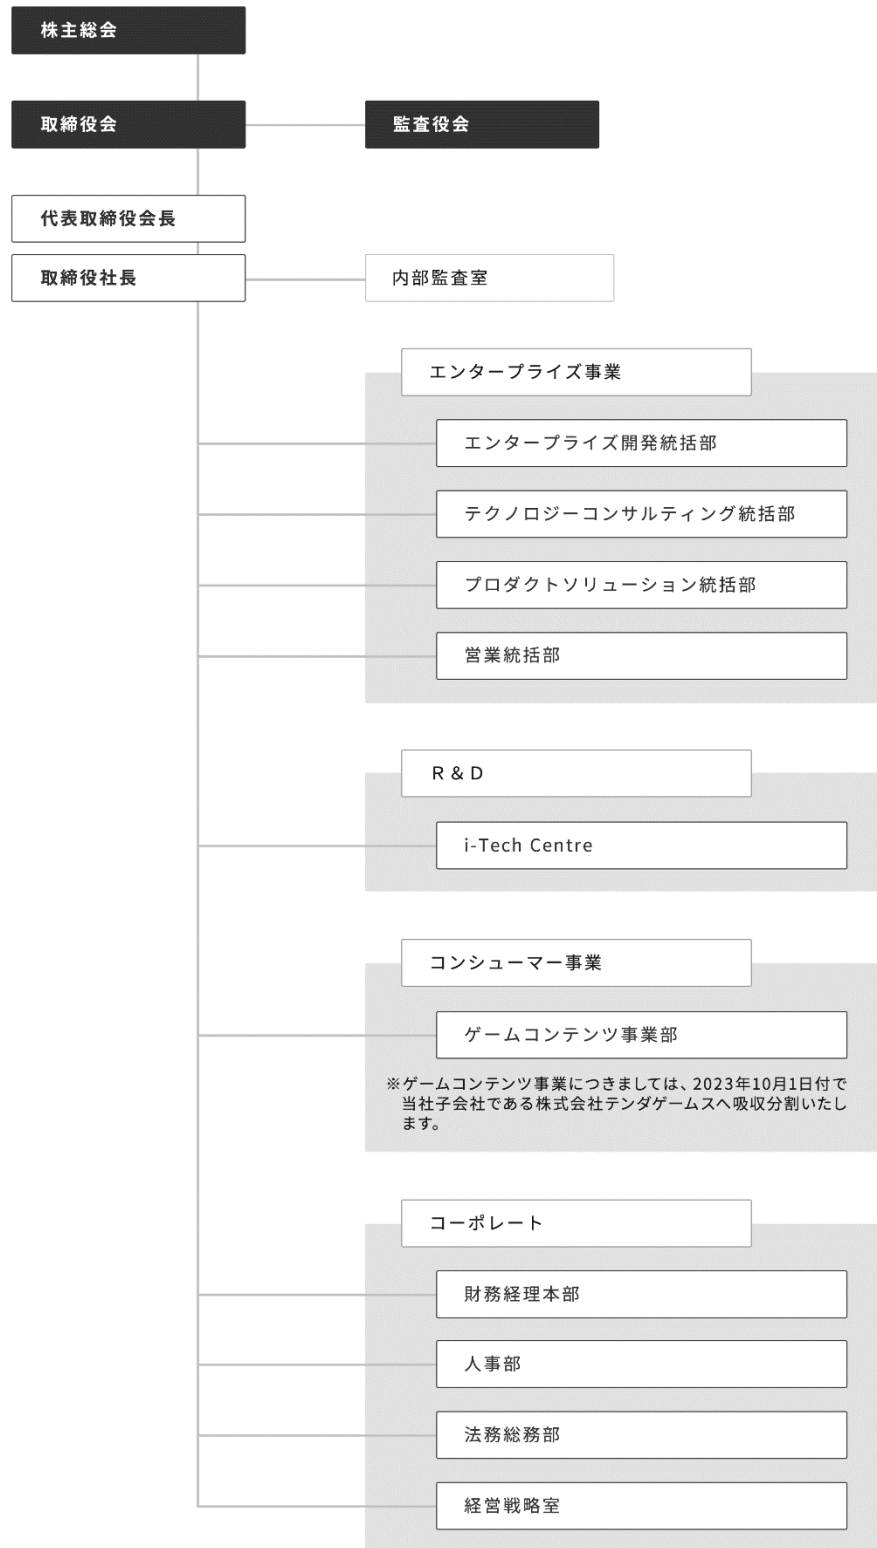 株主総会
取締役会
監査役会
代表取締役会長
取締役社長
内部監査室
エンタープライズ事業
エンタープライズ開発統括部
テクノロジーコンサルティング統括部
プロダクトソリューション統括部
営業統括部
R & D
i-Tech Centre
コンシューマー事業
ゲームコンテンツ事業部
※ゲームコンテンツ事業につきましては、2023年10月1日付で
当社子会社である株式会社テンダゲームスへ吸収分割いたし
ます。
コーポレート
財務経理本部
人事部
法務総務部
経営戦略室